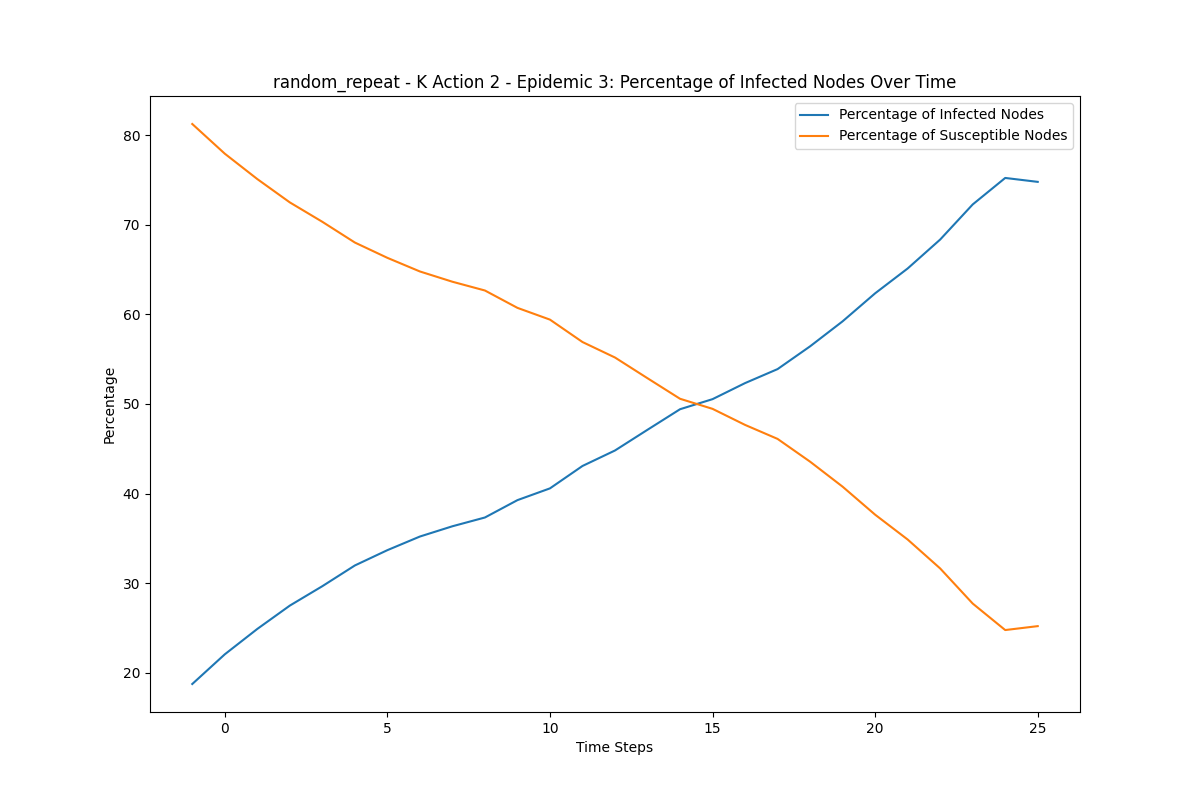 random_repeat - K Action 2 - Epidemic 3: Percentage of Infected Nodes Over Time
Percentage of Infected Nodes
Percentage of Susceptible Nodes
80
70
60
50
40
30
20
Percentage
0 5 10 15 20 25
Time Steps